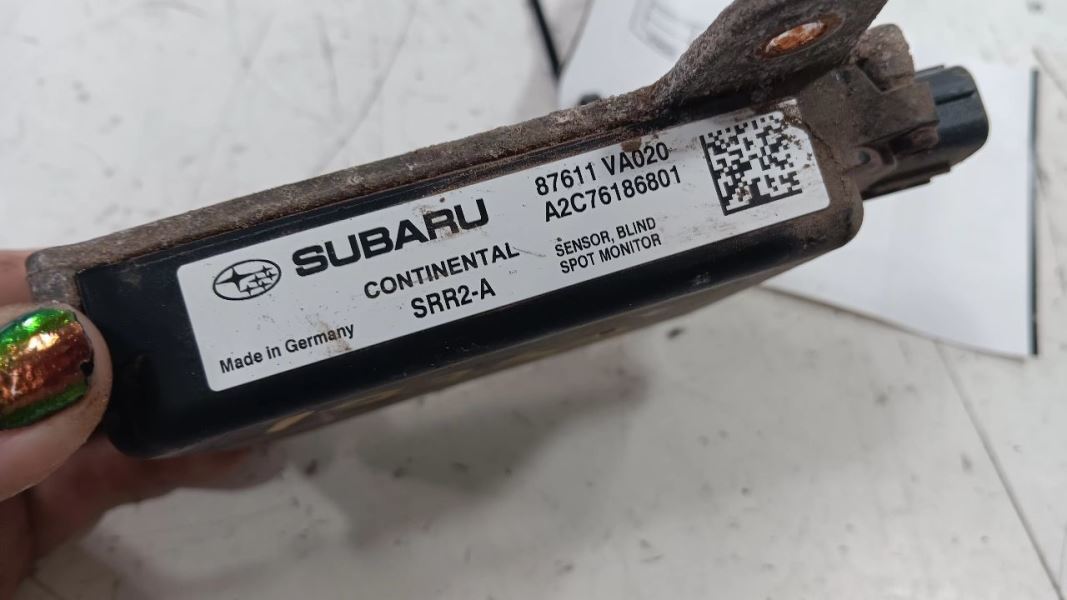 SUBARU
CONTINENTAL
SRR2-A
Made in Germany
87611 VA020
A2C76186801
SENSOR, BLIND
SPOT MONITOR